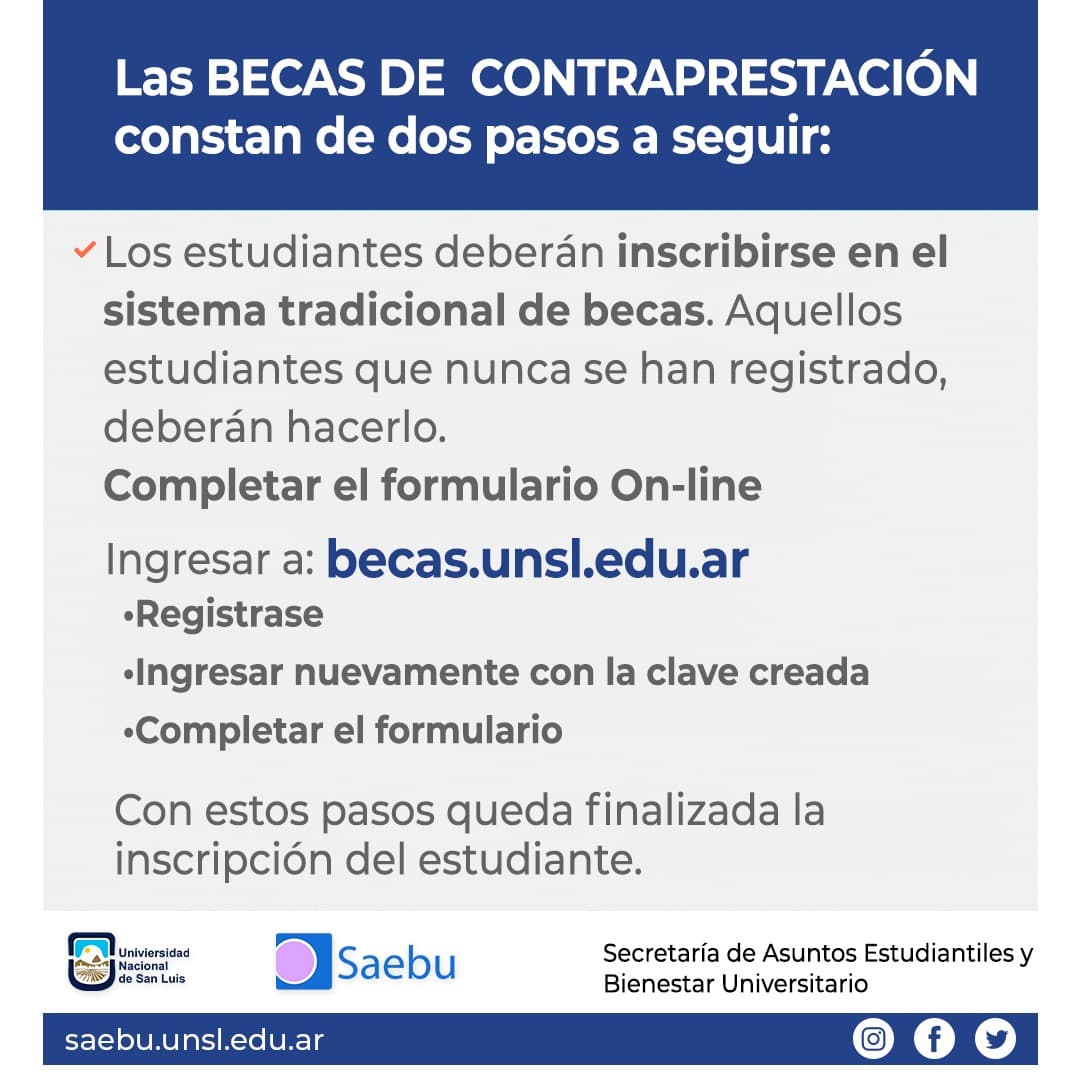 Las BECAS DE CONTRAPRESTACIÓN
constan de dos pasos a seguir:
Los estudiantes deberán inscribirse en el
sistema tradicional de becas. Aquellos
estudiantes que nunca se han registrado,
deberán hacerlo.
Completar el formulario On-line
Ingresar a: becas.unsl.edu.ar
•Registrase
•Ingresar nuevamente con la clave creada
•Completar el formulario
Con estos pasos queda finalizada la
inscripción del estudiante.
Univiersidad
Nacional
de San Luis
Saebu
Secretaría de Asuntos Estudiantiles y
Bienestar Universitario
saebu.unsl.edu.ar